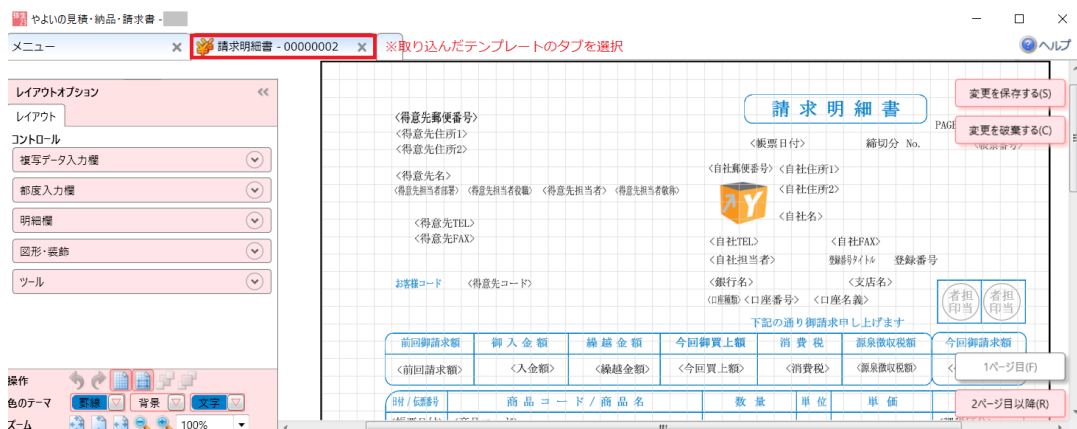 やよいの見積・納品・請求書 -
メニュー
請求明細書 - 00000002
※取り込んだテンプレートのタブを選択
ヘルプ
レイアウトオプション
レイアウト
コントロール
複写データ入力欄
都度入力欄
明細欄
図形・装飾
ツール
操作
色のテーマ
罫線
背景
文字
ズーム
100%
変更を保存する(S)
変更を破棄する(C)
1ページ目(F)
2ページ目以降(R)
請求明細書
PAGE
<得意先郵便番号>
<得意先住所1>
<得意先住所2>
<帳票日付>
締切分 No.
<帳票番号>
<得意先名>
<得意先担当者部署> <得意先担当者役職> <得意先担当者> <得意先担当者敬称>
<自社郵便番号> <自社住所1>
<自社住所2>
<自社名>
<得意先TEL>
<得意先FAX>
<自社TEL>
<自社FAX>
<自社担当者>
登録番号タイトル
登録番号
お客様コード
<得意先コード>
<銀行名>
<支店名>
<口座種類> <口座番号> <口座名義>
下記の通り御請求申し上げます
担当者印
担当者印
前回御請求額 御入金額 繰越金額 今回御買上額 消費税 源泉徴収税額 今回御請求額
<前回請求額> <入金額> <繰越金額> <今回買上額> <消費税> <源泉徴収税額>
日付/伝票番号 商品コード/商品名 数量 単位 単価